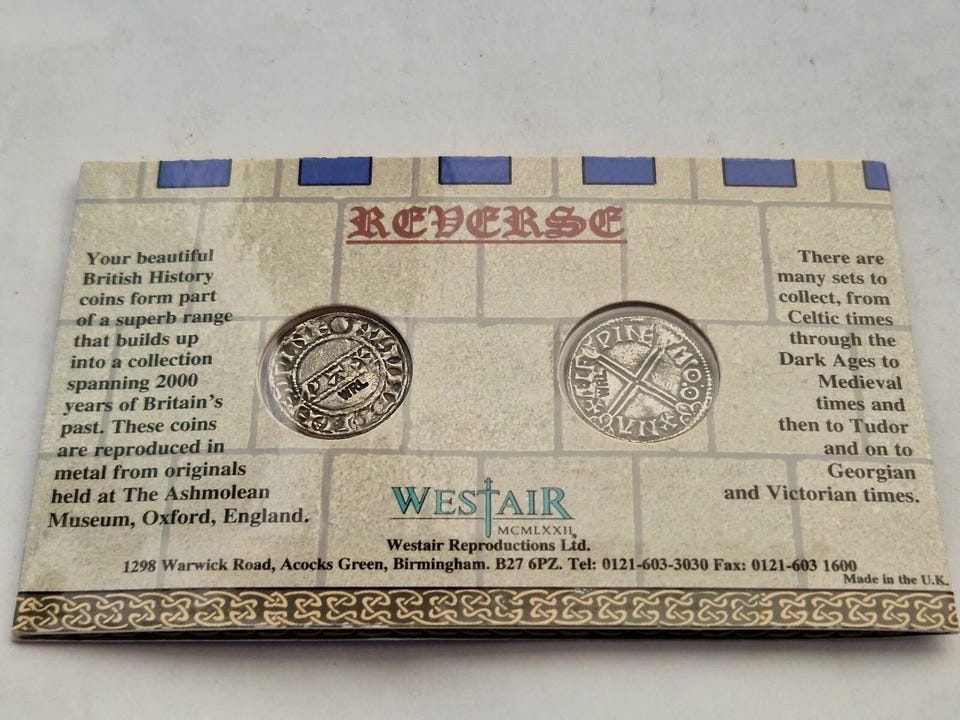 REVERSE
Your beautiful
British History
coins form part
of a superb range
that builds up
into a collection
spanning 2000
years of Britain's
past. These coins
are reproduced in
metal from originals
held at The Ashmolean
Museum, Oxford, England.
WRL
WRL
There are
many sets to
collect, from
Celtic times
through the
Dark Ages to
Medieval
times and
then to Tudor
and on to
Georgian
and Victorian times.
WESTAIR
MCMLXXII
Westair Reproductions Ltd.
1298 Warwick Road, Acocks Green, Birmingham. B27 6PZ. Tel: 0121-603-3030 Fax: 0121-603 1600
Made in the U.K.